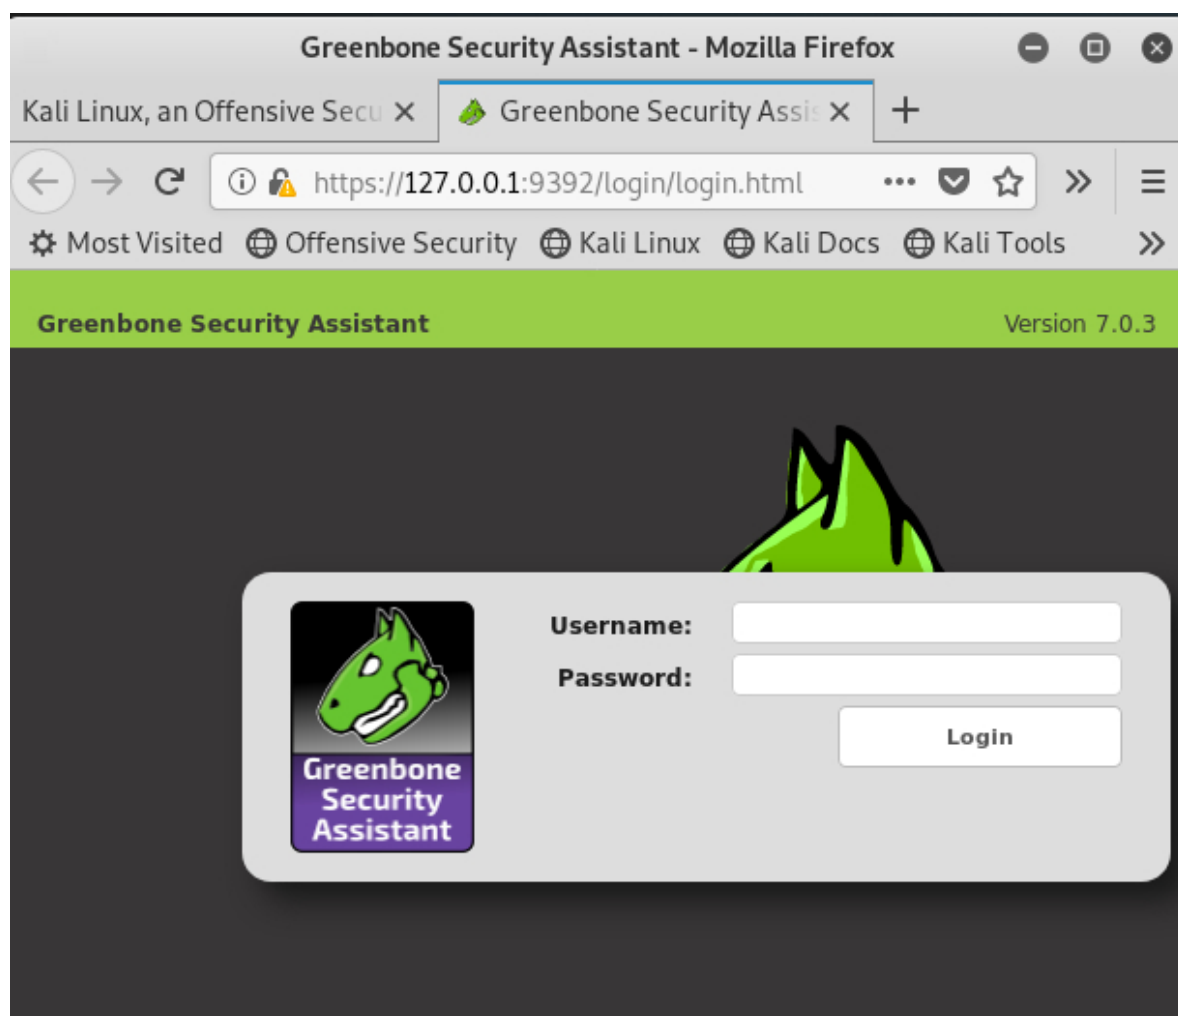 Greenbone Security Assistant - Mozilla Firefox
Kali Linux, an Offensive Secu Greenbone Security Assis
https://127.0.0.1:9392/login/login.html
Most Visited Offensive Security Kali Linux Kali Docs Kali Tools
Greenbone Security Assistant Version 7.0.3
Username:
Password:
Login
Greenbone
Security
Assistant